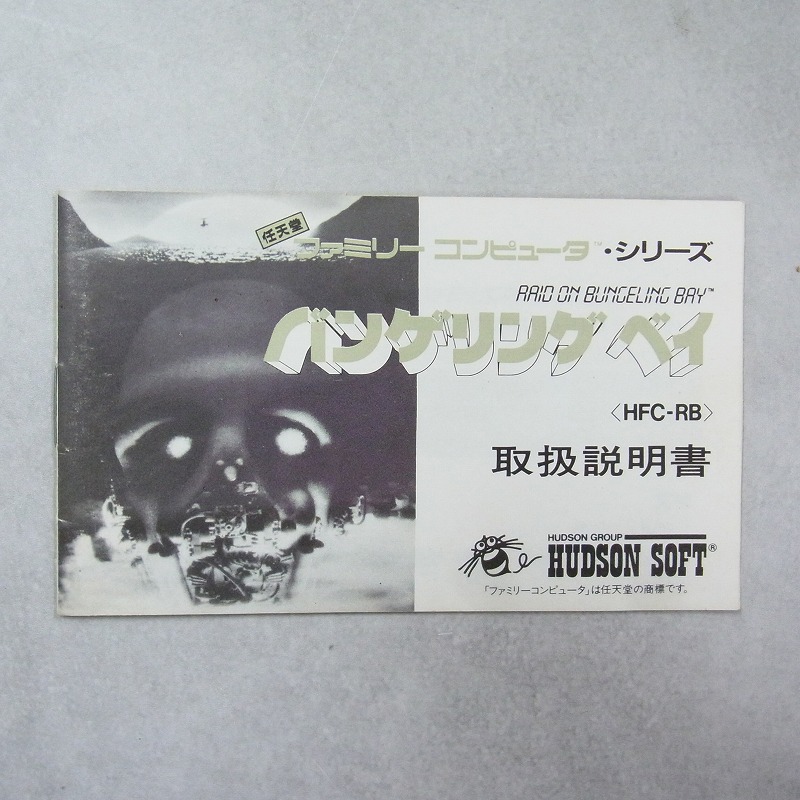 任天堂
ファミリー コンピュータ™・シリーズ
RAID ON BUNGELING BAY™
バンゲリング ベイ
〈HFC-RB〉
取扱説明書
HUDSON GROUP
HUDSON SOFT®
「ファミリーコンピュータ」は任天堂の商標です。